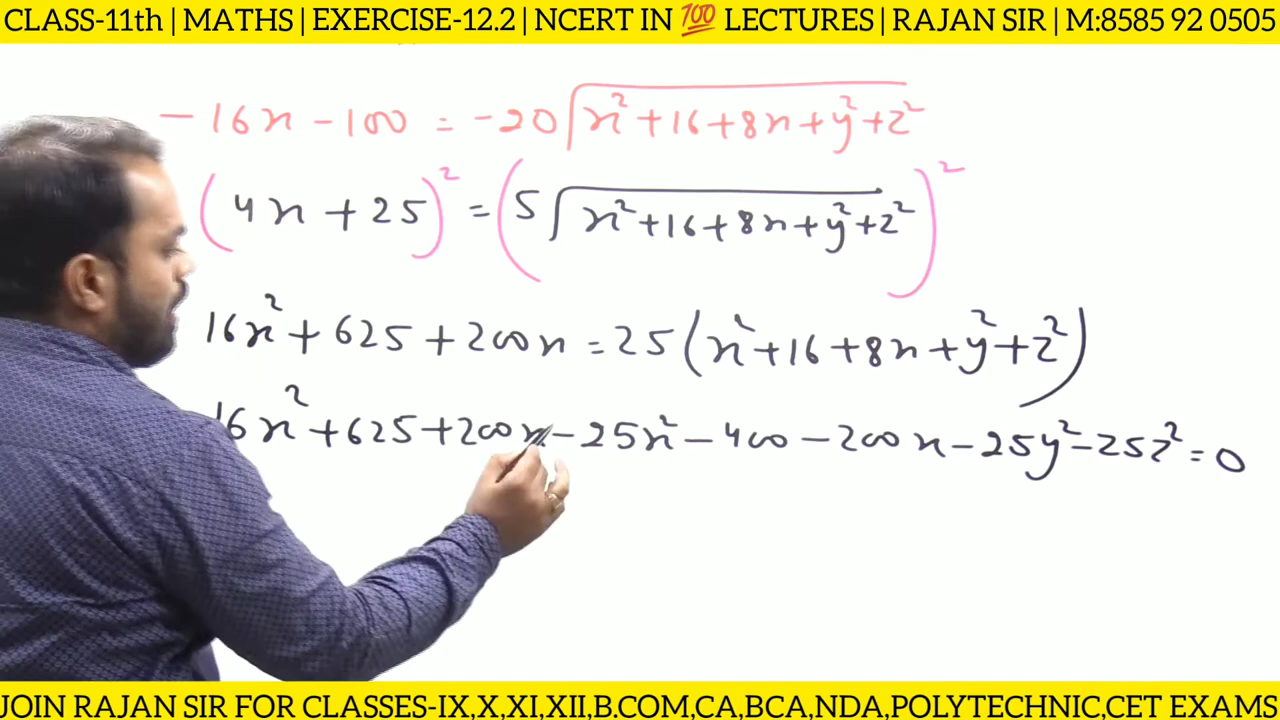 CLASS-11th | MATHS | EXERCISE-12.2 | NCERT IN 💯 LECTURES | RAJAN SIR | M:8585 92 0505
-16x - 100 = -20√(x²+16+8x+y²+z²)
(4x+25)² = (5√(x²+16+8x+y²+z²))²
16x² + 625 + 200x = 25(x²+16+8x+y²+z²)
16x² + 625 + 200x - 25x² - 400 - 200x - 25y² - 25z² = 0
JOIN RAJAN SIR FOR CLASSES-IX,X,XI,XII,B.COM,CA,BCA,NDA,POLYTECHNIC,CET EXAMS